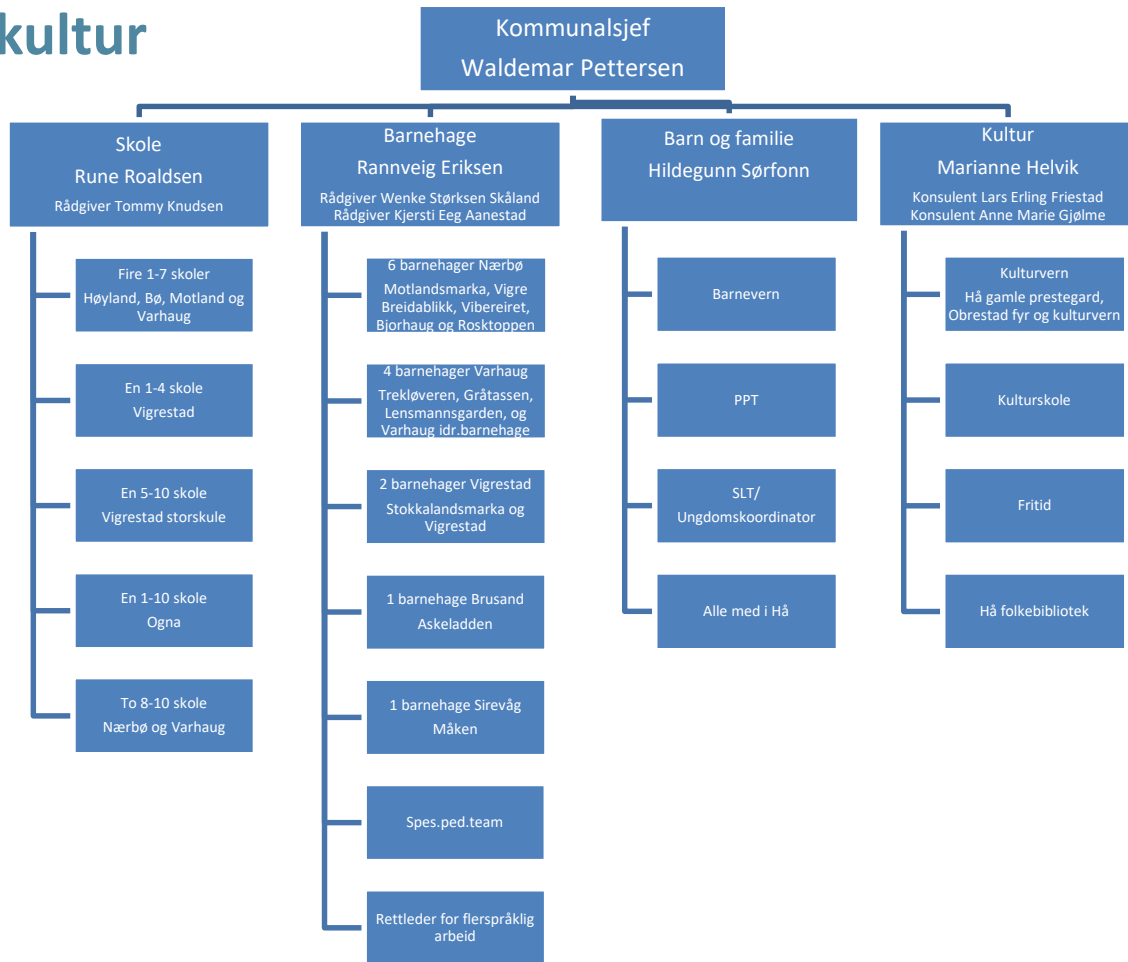 kultur
Kommunalsjef
Waldemar Pettersen
Skole
Rune Roaldsen
Rådgiver Tommy Knudsen
Fire 1-7 skoler
Høyland, Bø, Motland og
Varhaug
En 1-4 skole
Vigrestad
En 5-10 skole
Vigrestad storskule
En 1-10 skole
Ogna
To 8-10 skole
Nærbø og Varhaug
Barnehage
Rannveig Eriksen
Rådgiver Wenke Størksen Skåland
Rådgiver Kjersti Eeg Aanestad
6 barnehager Nærbø
Motlandsmarka, Vigre
Breidablikk, Vibereiret,
Bjorhaug og Rosktoppen
4 barnehager Varhaug
Trekløveren, Gråtassen,
Lensmannsgarden, og
Varhaug idr.barnehage
2 barnehager Vigrestad
Stokkalandsmarka og
Vigrestad
1 barnehage Brusand
Askeladden
1 barnehage Sirevåg
Måken
Spes.ped.team
Rettleder for flerspråklig
arbeid
Barn og familie
Hildegunn Sørfonn
Barnevern
PPT
SLT/
Ungdomskoordinator
Alle med i Hå
Kultur
Marianne Helvik
Konsulent Lars Erling Friestad
Konsulent Anne Marie Gjølme
Kulturvern
Hå gamle prestegard,
Obrestad fyr og kulturvern
Kulturskole
Fritid
Hå folkebibliotek